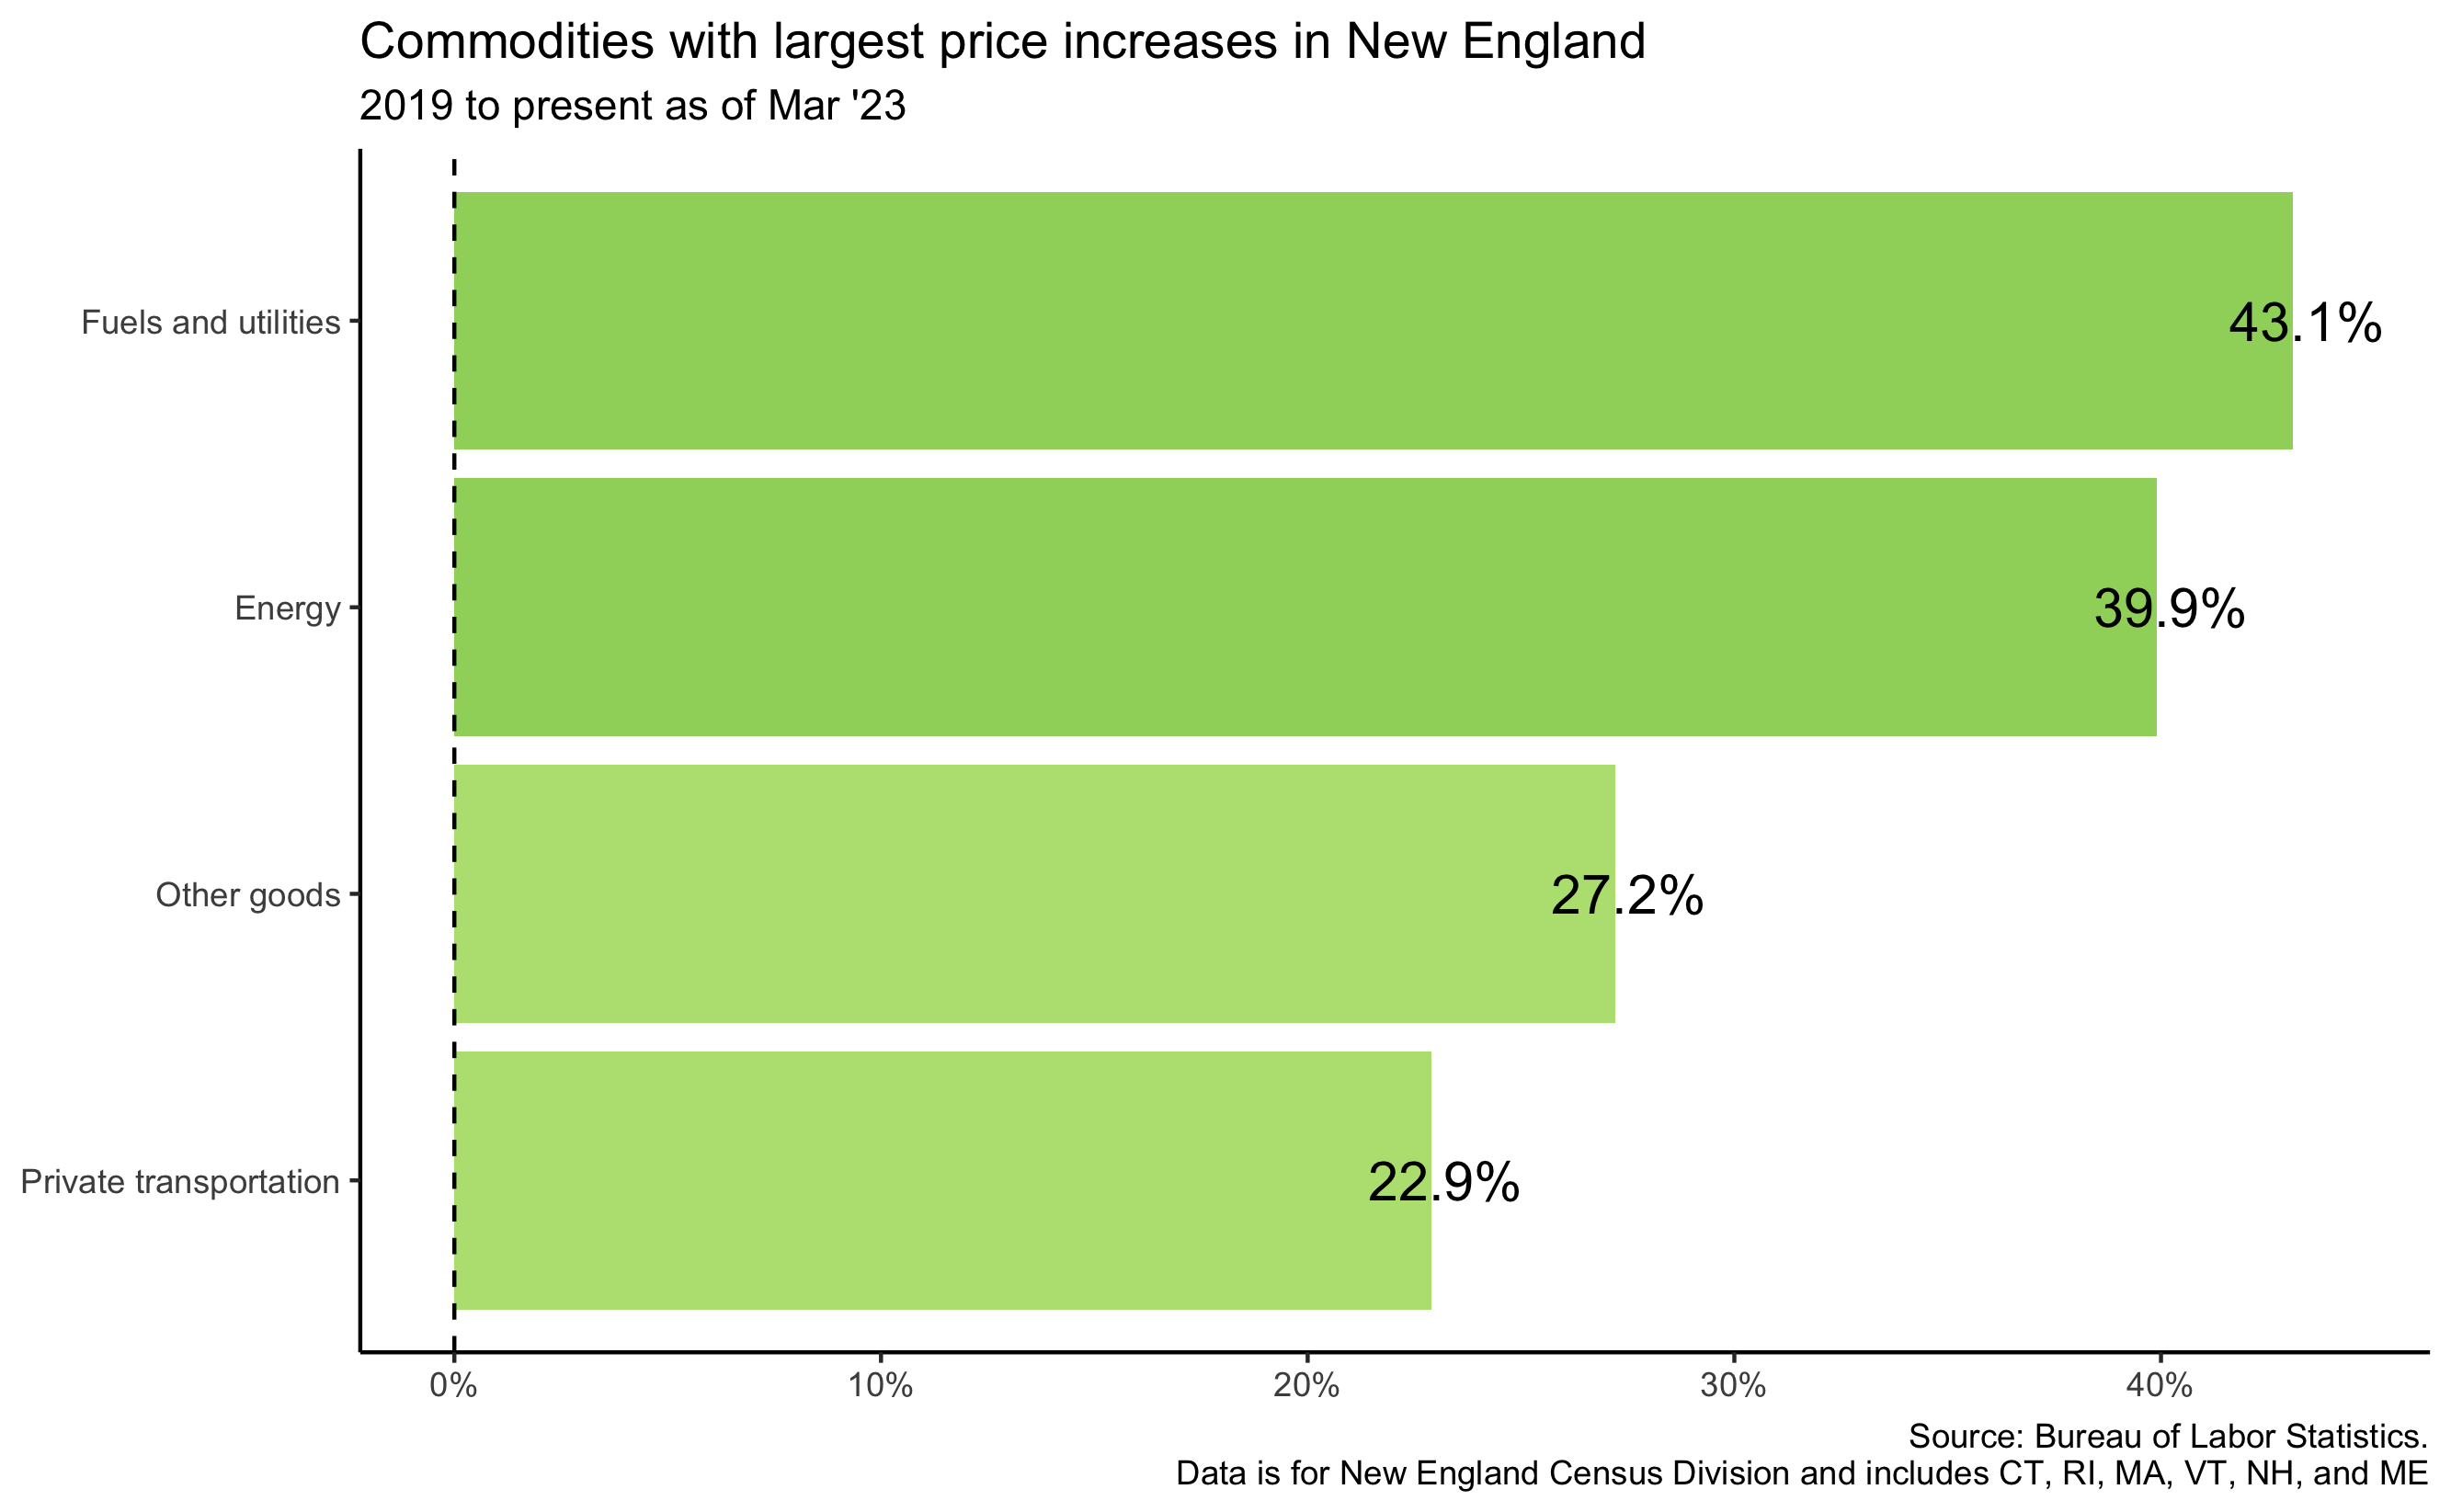 Commodities with largest price increases in New England
2019 to present as of Mar '23
Fuels and utilities
43.1%
Energy
39.9%
Other goods
27.2%
Private transportation
22.9%
0%
10%
20%
30%
40%
Source: Bureau of Labor Statistics.
Data is for New England Census Division and includes CT, RI, MA, VT, NH, and ME